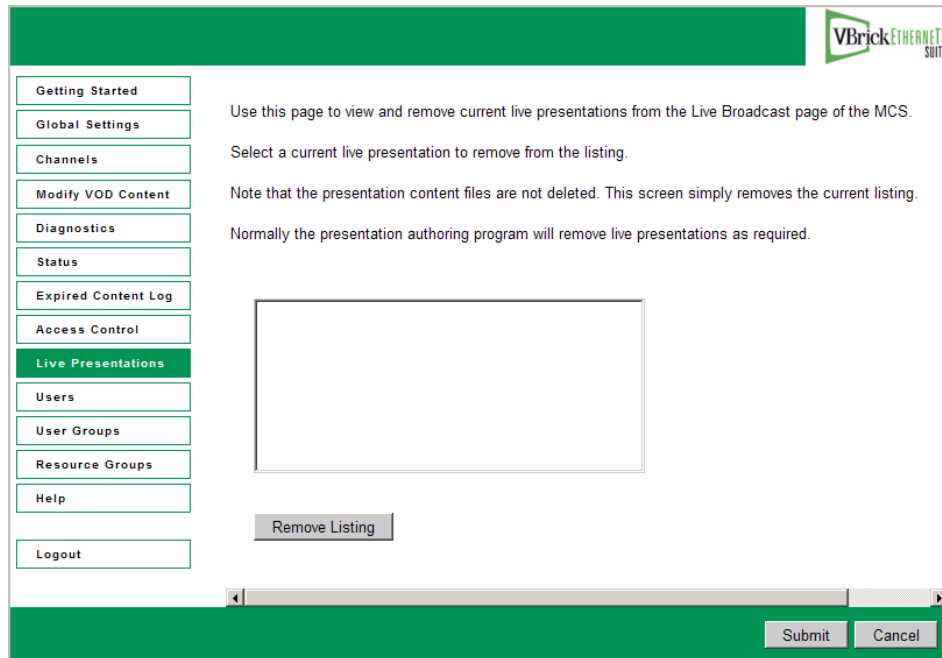 VBrick ETHERNET
SUIT
Getting Started
Global Settings
Channels
Modify VOD Content
Diagnostics
Status
Expired Content Log
Access Control
Live Presentations
Users
User Groups
Resource Groups
Help
Logout
Use this page to view and remove current live presentations from the Live Broadcast page of the MCS.
Select a current live presentation to remove from the listing.
Note that the presentation content files are not deleted. This screen simply removes the current listing.
Normally the presentation authoring program will remove live presentations as required.
Remove Listing
Submit
Cancel